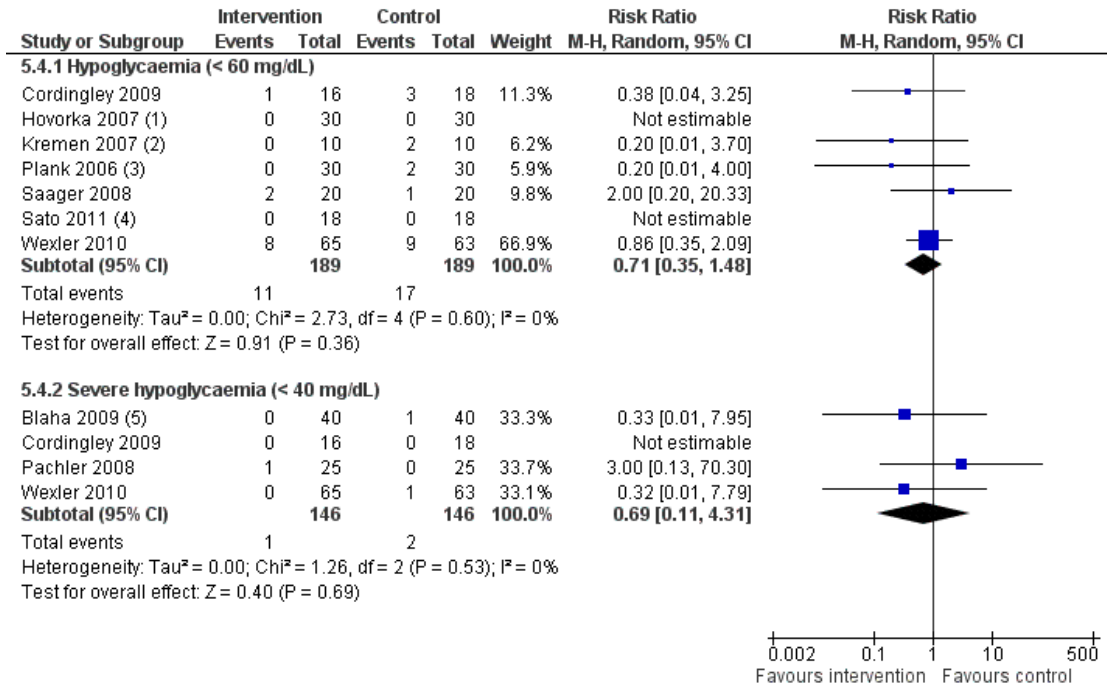 Intervention Control Risk Ratio Risk Ratio
Study or Subgroup Events Total Events Total Weight M-H, Random, 95% CI M-H, Random, 95% CI
5.4.1 Hypoglycaemia (< 60 mg/dL)
Cordingley 2009 1 16 3 18 11.3% 0.38 [0.04, 3.25]
Hovorka 2007 (1) 0 30 0 30 Not estimable
Kremen 2007 (2) 0 10 2 10 6.2% 0.20 [0.01, 3.70]
Plank 2006 (3) 0 30 2 30 5.9% 0.20 [0.01, 4.00]
Saager 2008 2 20 1 20 9.8% 2.00 [0.20, 20.33]
Sato 2011 (4) 0 18 0 18 Not estimable
Wexler 2010 8 65 9 63 66.9% 0.86 [0.35, 2.09]
Subtotal (95% CI) 189 189 100.0% 0.71 [0.35, 1.48]
Total events 11 17
Heterogeneity: Tau² = 0.00; Chi² = 2.73, df = 4 (P = 0.60); I² = 0%
Test for overall effect: Z = 0.91 (P = 0.36)
5.4.2 Severe hypoglycaemia (< 40 mg/dL)
Blaha 2009 (5) 0 40 1 40 33.3% 0.33 [0.01, 7.95]
Cordingley 2009 0 16 0 18 Not estimable
Pachler 2008 1 25 0 25 33.7% 3.00 [0.13, 70.30]
Wexler 2010 0 65 1 63 33.1% 0.32 [0.01, 7.79]
Subtotal (95% CI) 146 146 100.0% 0.69 [0.11, 4.31]
Total events 1 2
Heterogeneity: Tau² = 0.00; Chi² = 1.26, df = 2 (P = 0.53); I² = 0%
Test for overall effect: Z = 0.40 (P = 0.69)
0.002 0.1 1 10 500
Favours intervention Favours control